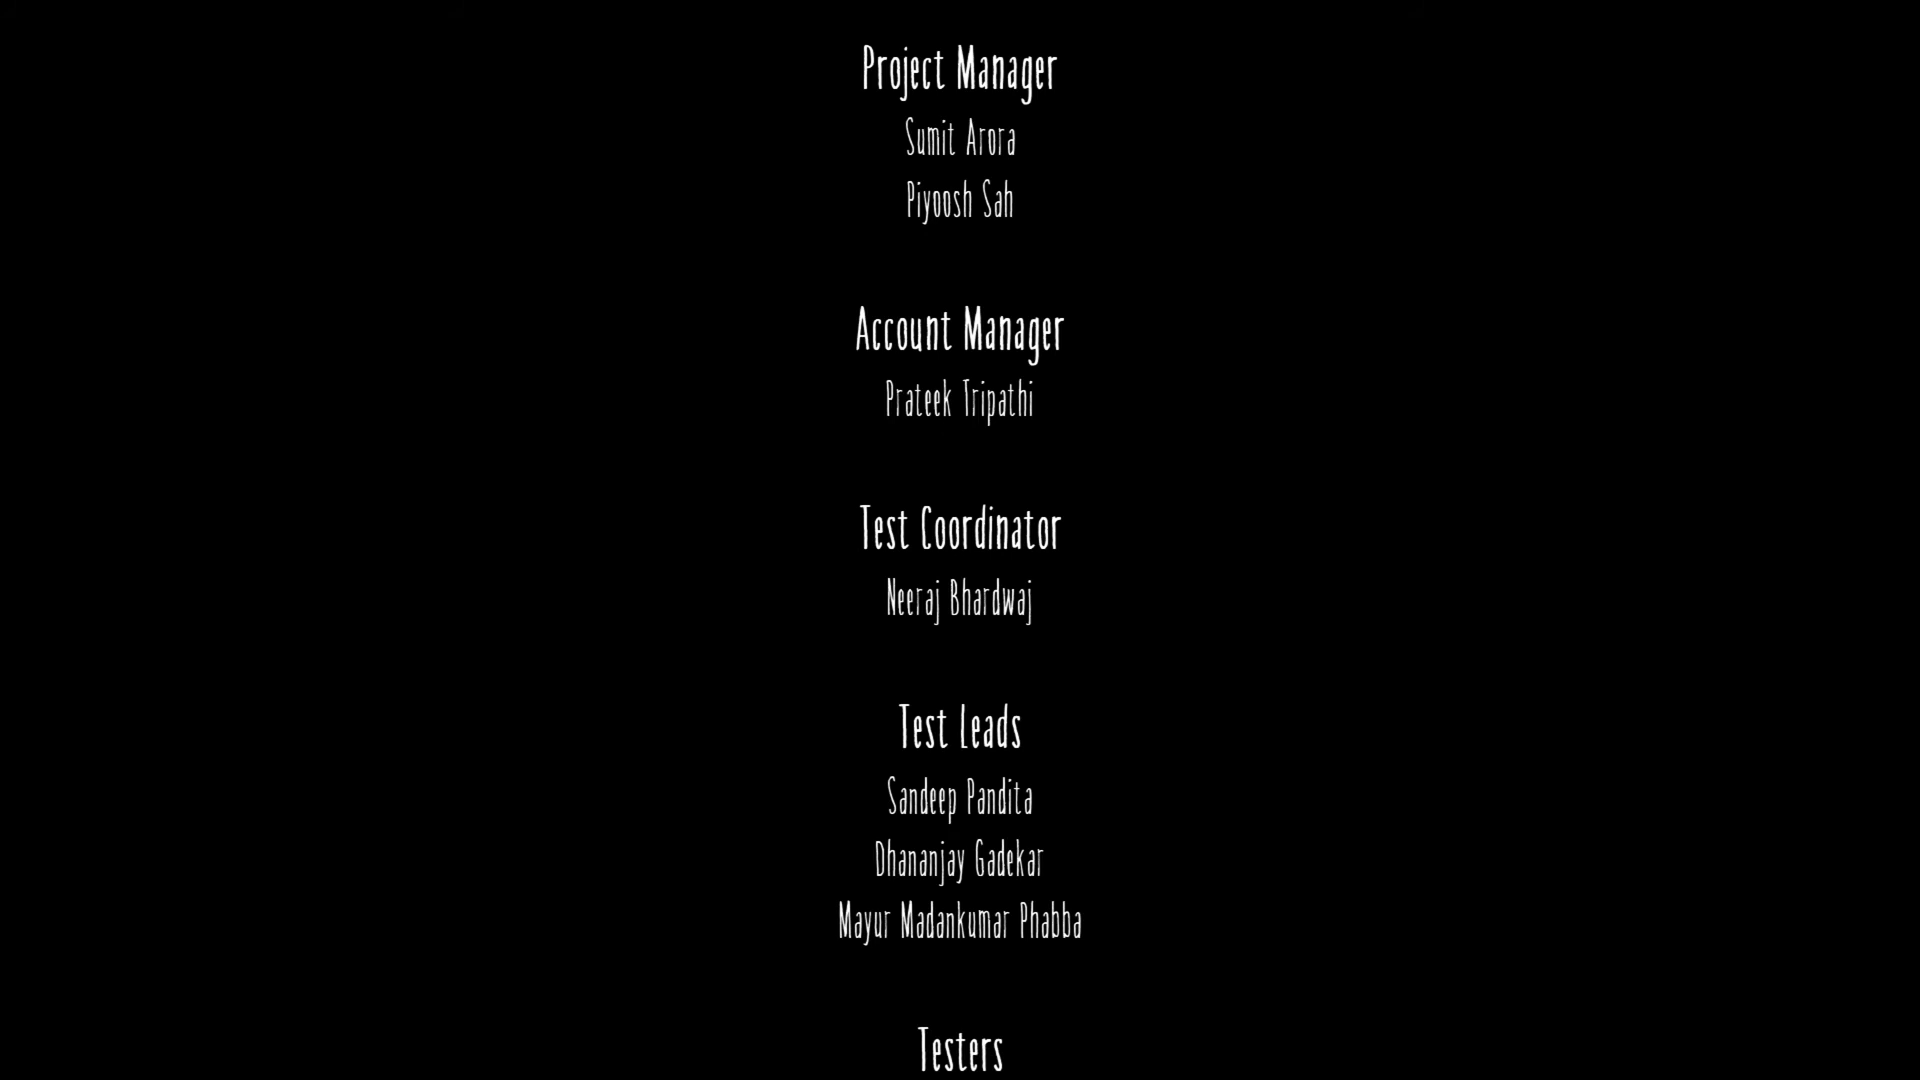 Project Manager
Sumit Arora
Piyoosh Sah
Account Manager
Prateek Tripathi
Test Coordinator
Neeraj Bhardwaj
Test Leads
Sandeep Pandita
Dhananjay Gadekar
Mayur Madankumar Phabba
Testers